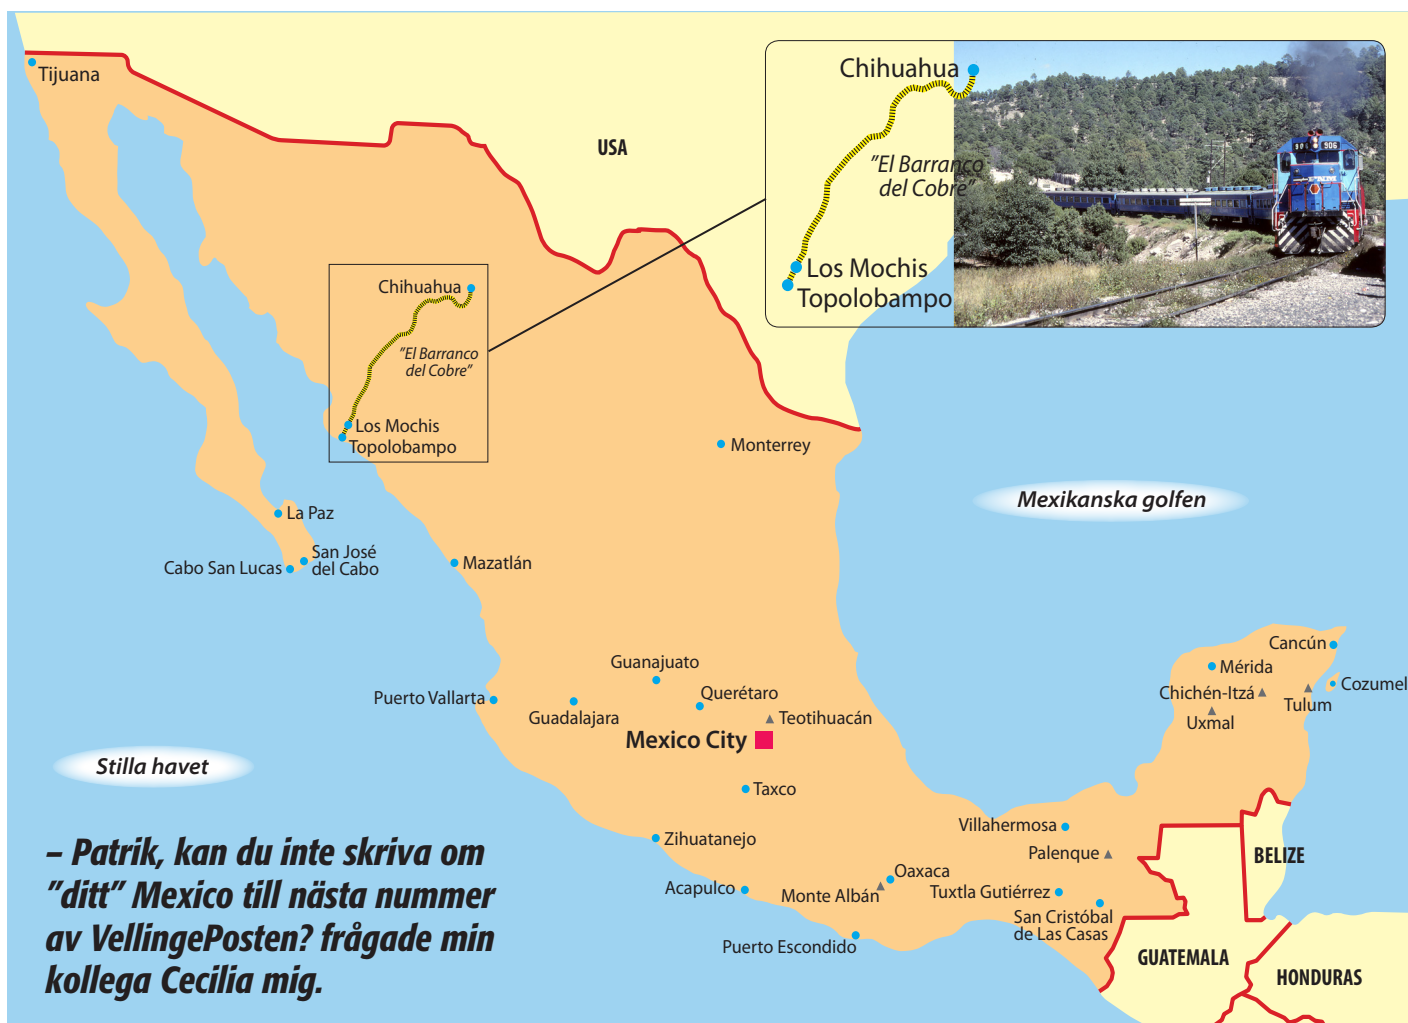 Tijuana
USA
Chihuahua
”El Barranco
del Cobre”
Los Mochis
Topolobampo
906
Chihuahua
”El Barranco
del Cobre”
Los Mochis
Topolobampo
Monterrey
Mexikanska golfen
La Paz
San José
del Cabo
Cabo San Lucas
Mazatlán
Cancún
Mérida
Chichén-Itzá
Cozumel
Tulum
Uxmal
Guanajuato
Puerto Vallarta
Querétaro
Guadalajara
Teotihuacán
Mexico City
Stilla havet
Taxco
Villahermosa
Zihuatanejo
Palenque
BELIZE
Oaxaca
Acapulco
Monte Albán
Tuxtla Gutiérrez
San Cristóbal
de Las Casas
Puerto Escondido
GUATEMALA
HONDURAS
– Patrik, kan du inte skriva om
”ditt” Mexico till nästa nummer
av VellingePosten? frågade min
kollega Cecilia mig.